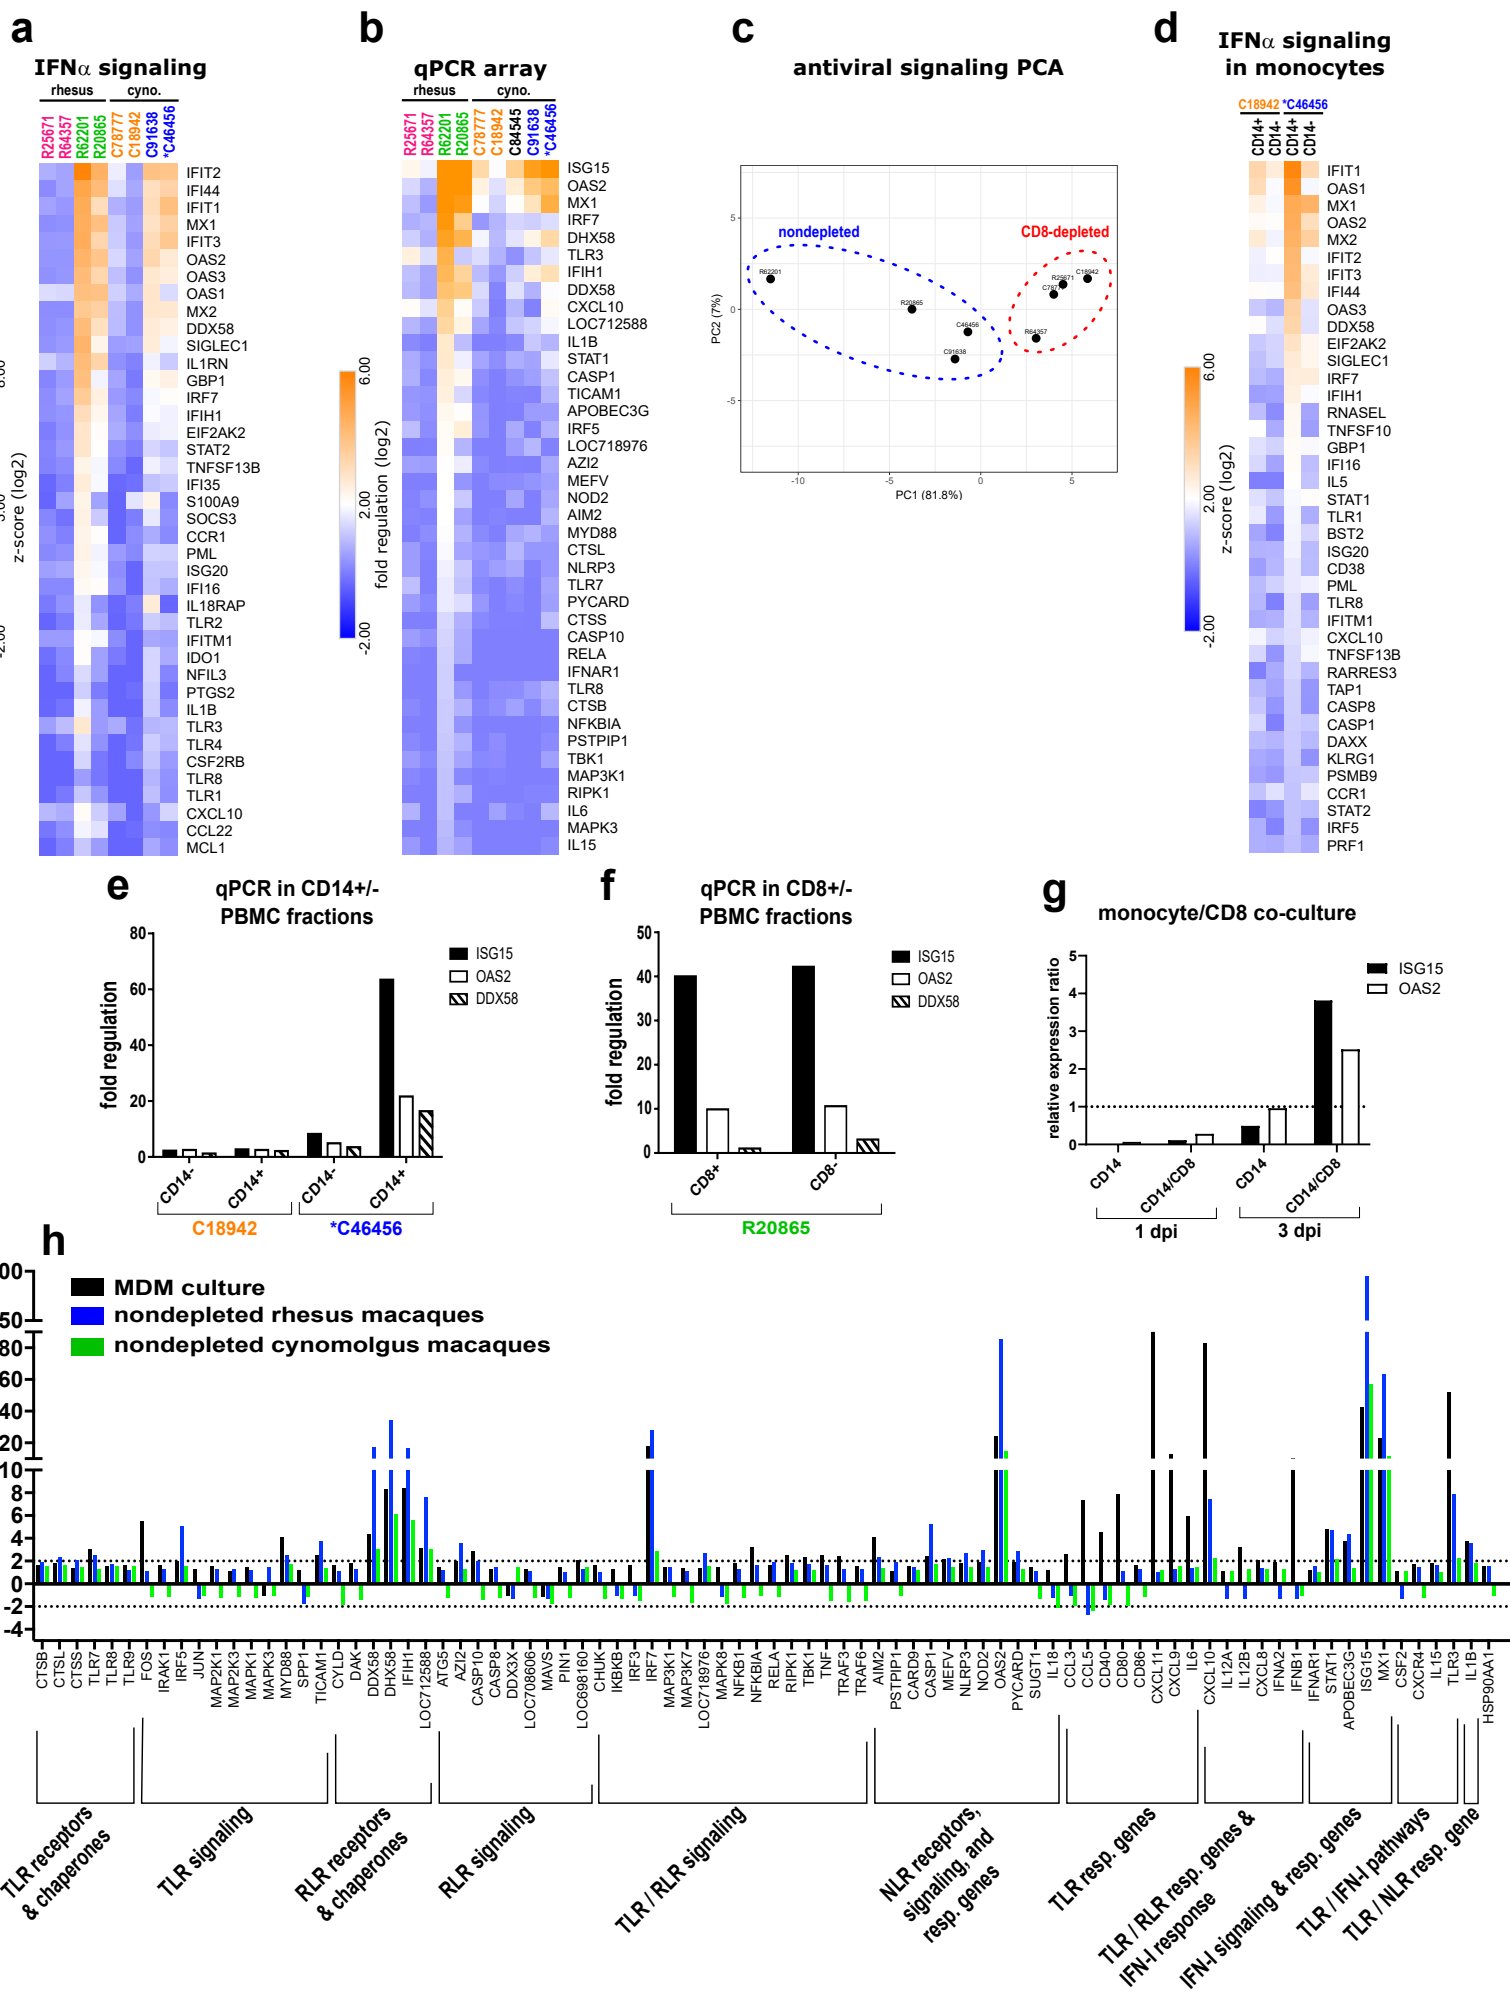 a
IFNα signaling
rhesus
cyno.
R25671
R64357
R62201
R20865
C78777
C18942
C91638
*C46456
IFIT2
IFI44
IFIT1
MX1
IFIT3
OAS2
OAS3
OAS1
MX2
DDX58
SIGLEC1
IL1RN
GBP1
IRF7
IFIH1
EIF2AK2
STAT2
TNFSF13B
IFI35
S100A9
SOCS3
CCR1
PML
ISG20
IFI16
IL18RAP
TLR2
IFITM1
IDO1
NFIL3
PTGS2
IL1B
TLR3
TLR4
CSF2RB
TLR8
TLR1
CXCL10
CCL22
MCL1
z-score (log2)
-2.00
b
qPCR array
rhesus
cyno.
R25671
R64357
R62201
R20865
C78777
C18942
C84545
C91638
*C46456
ISG15
OAS2
MX1
IRF7
DHX58
TLR3
IFIH1
DDX58
CXCL10
LOC712588
IL1B
STAT1
CASP1
TICAM1
APOBEC3G
IRF5
LOC718976
AZI2
MEFV
NOD2
AIM2
MYD88
CTSL
NLRP3
TLR7
PYCARD
CTSS
CASP10
RELA
IFNAR1
TLR8
CTSB
NFKBIA
PSTPIP1
TBK1
MAP3K1
RIPK1
IL6
MAPK3
IL15
6.00
2.00
-2.00
fold regulation (log2)
c
antiviral signaling PCA
nondepleted
CD8-depleted
R62201
R20865
C46456
C91638
R25671
C18942
R64357
5
0
-5
-10
-5
0
5
PC2 (7%)
PC1 (81.8%)
d
IFNα signaling
in monocytes
C18942
*C46456
CD14+
CD14-
CD14+
CD14-
IFIT1
OAS1
MX1
OAS2
MX2
IFIT2
IFIT3
IFI44
OAS3
DDX58
EIF2AK2
SIGLEC1
IRF7
IFIH1
RNASEL
TNFSF10
GBP1
IFI16
IL5
STAT1
TLR1
BST2
ISG20
CD38
PML
TLR8
IFITM1
CXCL10
TNFSF13B
RARRES3
TAP1
CASP8
CASP1
DAXX
KLRG1
PSMB9
CCR1
STAT2
IRF5
PRF1
6.00
2.00
-2.00
z-score (log2)
e
qPCR in CD14+/-
PBMC fractions
80
60
40
20
0
fold regulation
ISG15
OAS2
DDX58
CD14-
CD14+
CD14-
CD14+
C18942
*C46456
f
qPCR in CD8+/-
PBMC fractions
50
40
30
20
10
0
fold regulation
ISG15
OAS2
DDX58
CD8+
CD8-
R20865
g
monocyte/CD8 co-culture
5
4
3
2
1
0
relative expression ratio
ISG15
OAS2
CD14
CD14/CD8
CD14
CD14/CD8
1 dpi
3 dpi
h
MDM culture
nondepleted rhesus macaques
nondepleted cynomolgus macaques
80
60
40
20
10
8
6
4
2
0
-2
-4
CTSB
CTSL
CTSS
TLR7
TLR8
TLR9
FOS
IRAK1
IRF5
JUN
MAP2K1
MAP2K3
MAPK1
MAPK3
MYD88
SPP1
TICAM1
CYLD
DAK
DDX58
DHX58
IFIH1
LOC712588
ATG5
AZI2
CASP10
CASP8
DDX3X
LOC708606
MAVS
PIN1
LOC698160
CHUK
IKBKB
IRF3
IRF7
MAP3K1
MAP3K7
LOC718976
MAPK8
NFKB1
NFKBIA
RELA
RIPK1
TBK1
TNF
TRAF3
TRAF6
AIM2
PSTPIP1
CARD9
CASP1
MEFV
NLRP3
NOD2
OAS2
PYCARD
SUGT1
IL18
CCL3
CCL5
CD40
CD80
CD86
CXCL11
CXCL9
IL6
CXCL10
IL12A
IL12B
CXCL8
IFNA2
IFNB1
IFNAR1
STAT1
APOBEC3G
ISG15
MX1
CSF2
CXCR4
IL15
TLR3
IL1B
HSP90AA1
TLR receptors
& chaperones
TLR signaling
RLR receptors
& chaperones
RLR signaling
TLR / RLR signaling
NLR receptors,
signaling, and
resp. genes
TLR resp. genes
TLR / RLR resp. genes &
IFN-I response
IFN-I signaling & resp. genes
TLR / IFN-I pathways
TLR / NLR resp. gene